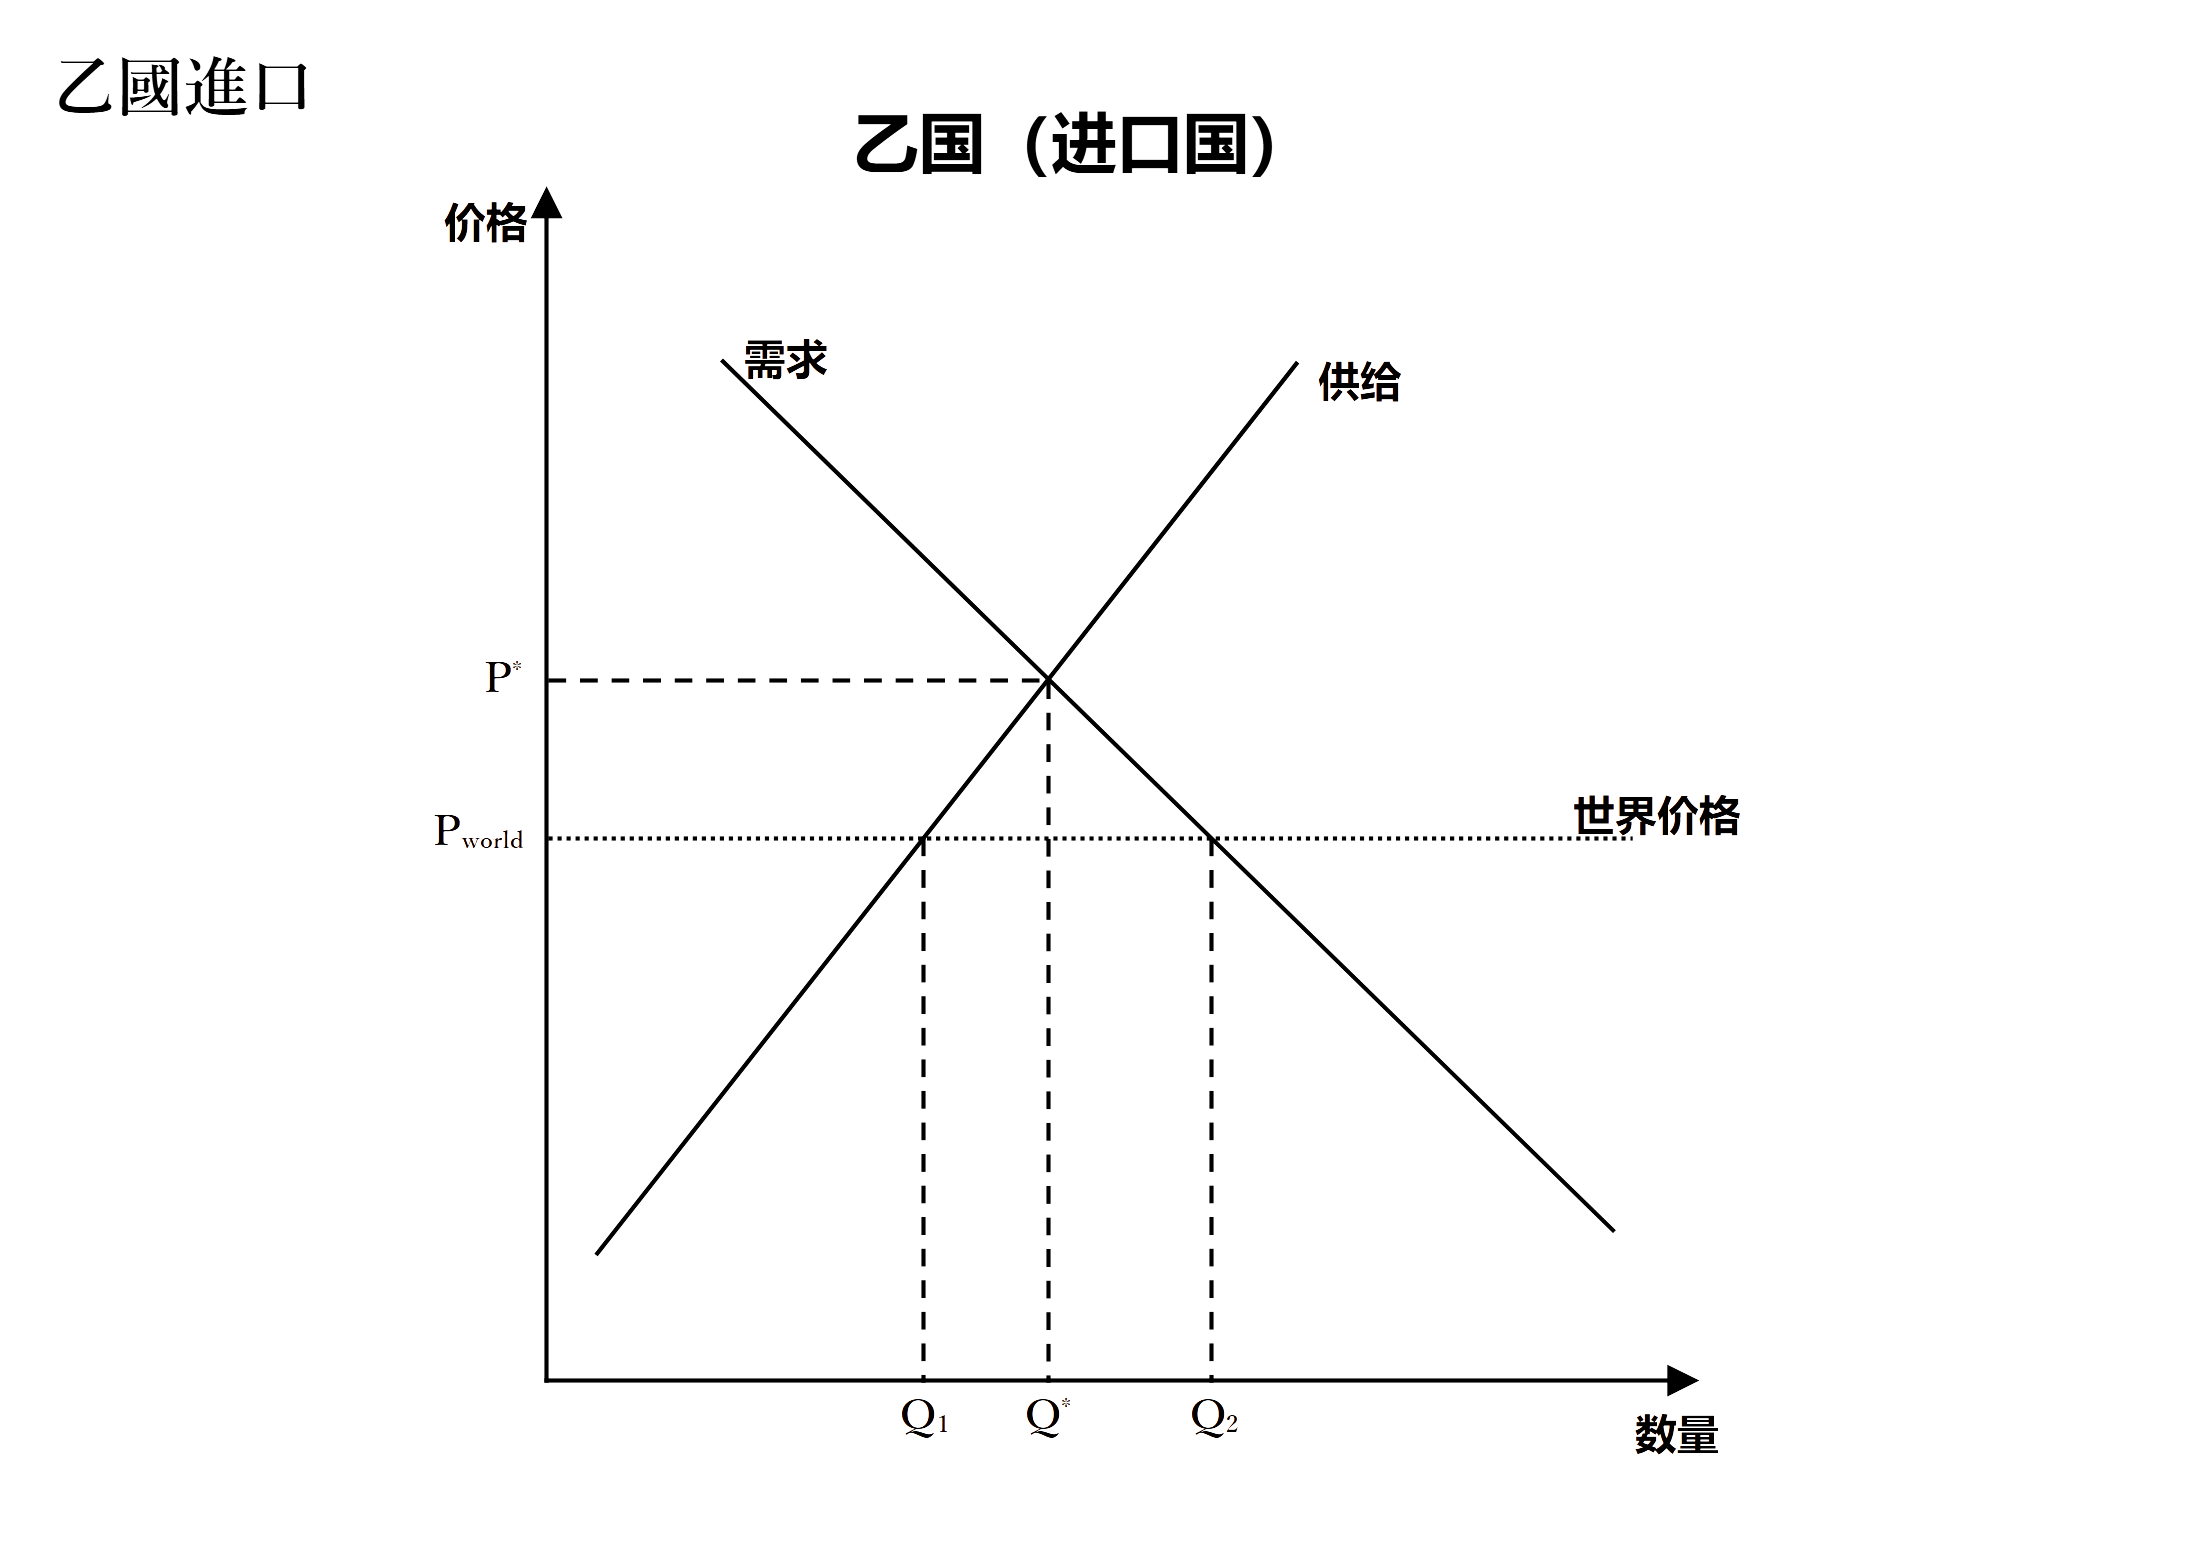 乙國進口
乙国（进口国）
价格
需求
供给
P*
世界价格
Pworld
Q1
Q*
Q2
数量